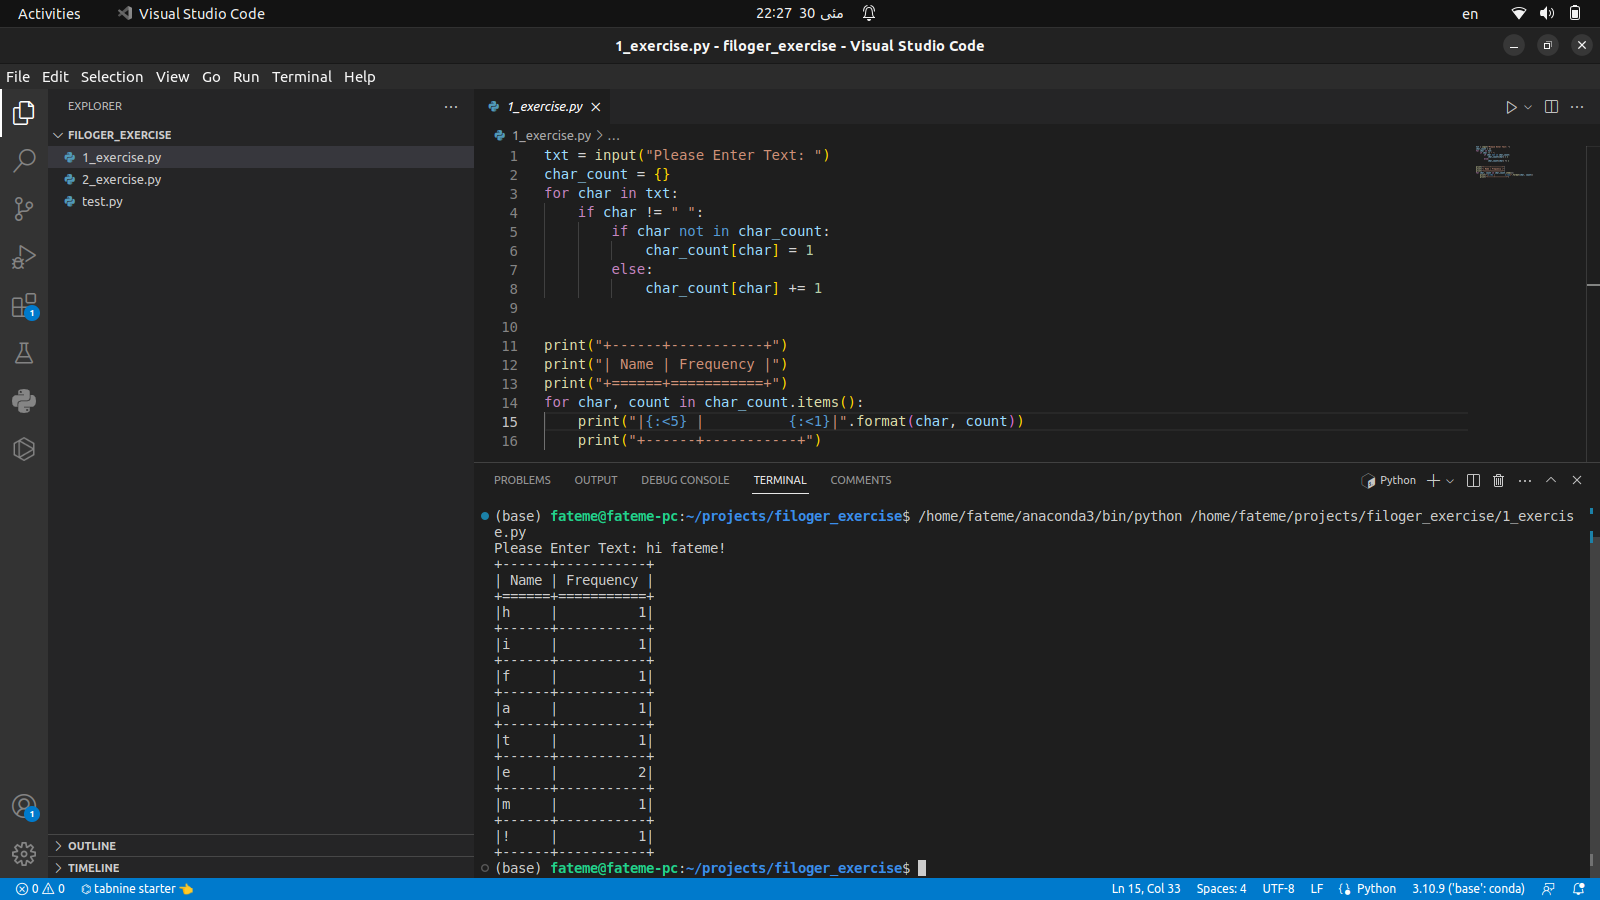 Activities
Visual Studio Code
22:27 30 مئی
en
1_exercise.py - filoger_exercise - Visual Studio Code
File Edit Selection View Go Run Terminal Help
EXPLORER
FILOGER_EXERCISE
1_exercise.py
2_exercise.py
test.py
OUTLINE
TIMELINE
1_exercise.py
1_exercise.py > ...
1 txt = input("Please Enter Text: ")
2 char_count = {}
3 for char in txt:
4     if char != " ":
5         if char not in char_count:
6             char_count[char] = 1
7         else:
8             char_count[char] += 1
9
10
11 print("+------+-----------+")
12 print("| Name | Frequency |")
13 print("+======+===========+")
14 for char, count in char_count.items():
15     print("|{:<5} |          {:<1}|".format(char, count))
16     print("+------+-----------+")
PROBLEMS OUTPUT DEBUG CONSOLE TERMINAL COMMENTS
Python
(base) fateme@fateme-pc:~/projects/filoger_exercise$ /home/fateme/anaconda3/bin/python /home/fateme/projects/filoger_exercise/1_exercis
e.py
Please Enter Text: hi fateme!
+------+-----------+
| Name | Frequency |
+======+===========+
|h     |          1|
+------+-----------+
|i     |          1|
+------+-----------+
|f     |          1|
+------+-----------+
|a     |          1|
+------+-----------+
|t     |          1|
+------+-----------+
|e     |          2|
+------+-----------+
|m     |          1|
+------+-----------+
|!     |          1|
+------+-----------+
(base) fateme@fateme-pc:~/projects/filoger_exercise$
1
1
0 0 tabnine starter 👈
Ln 15, Col 33 Spaces: 4 UTF-8 LF Python 3.10.9 ('base': conda)